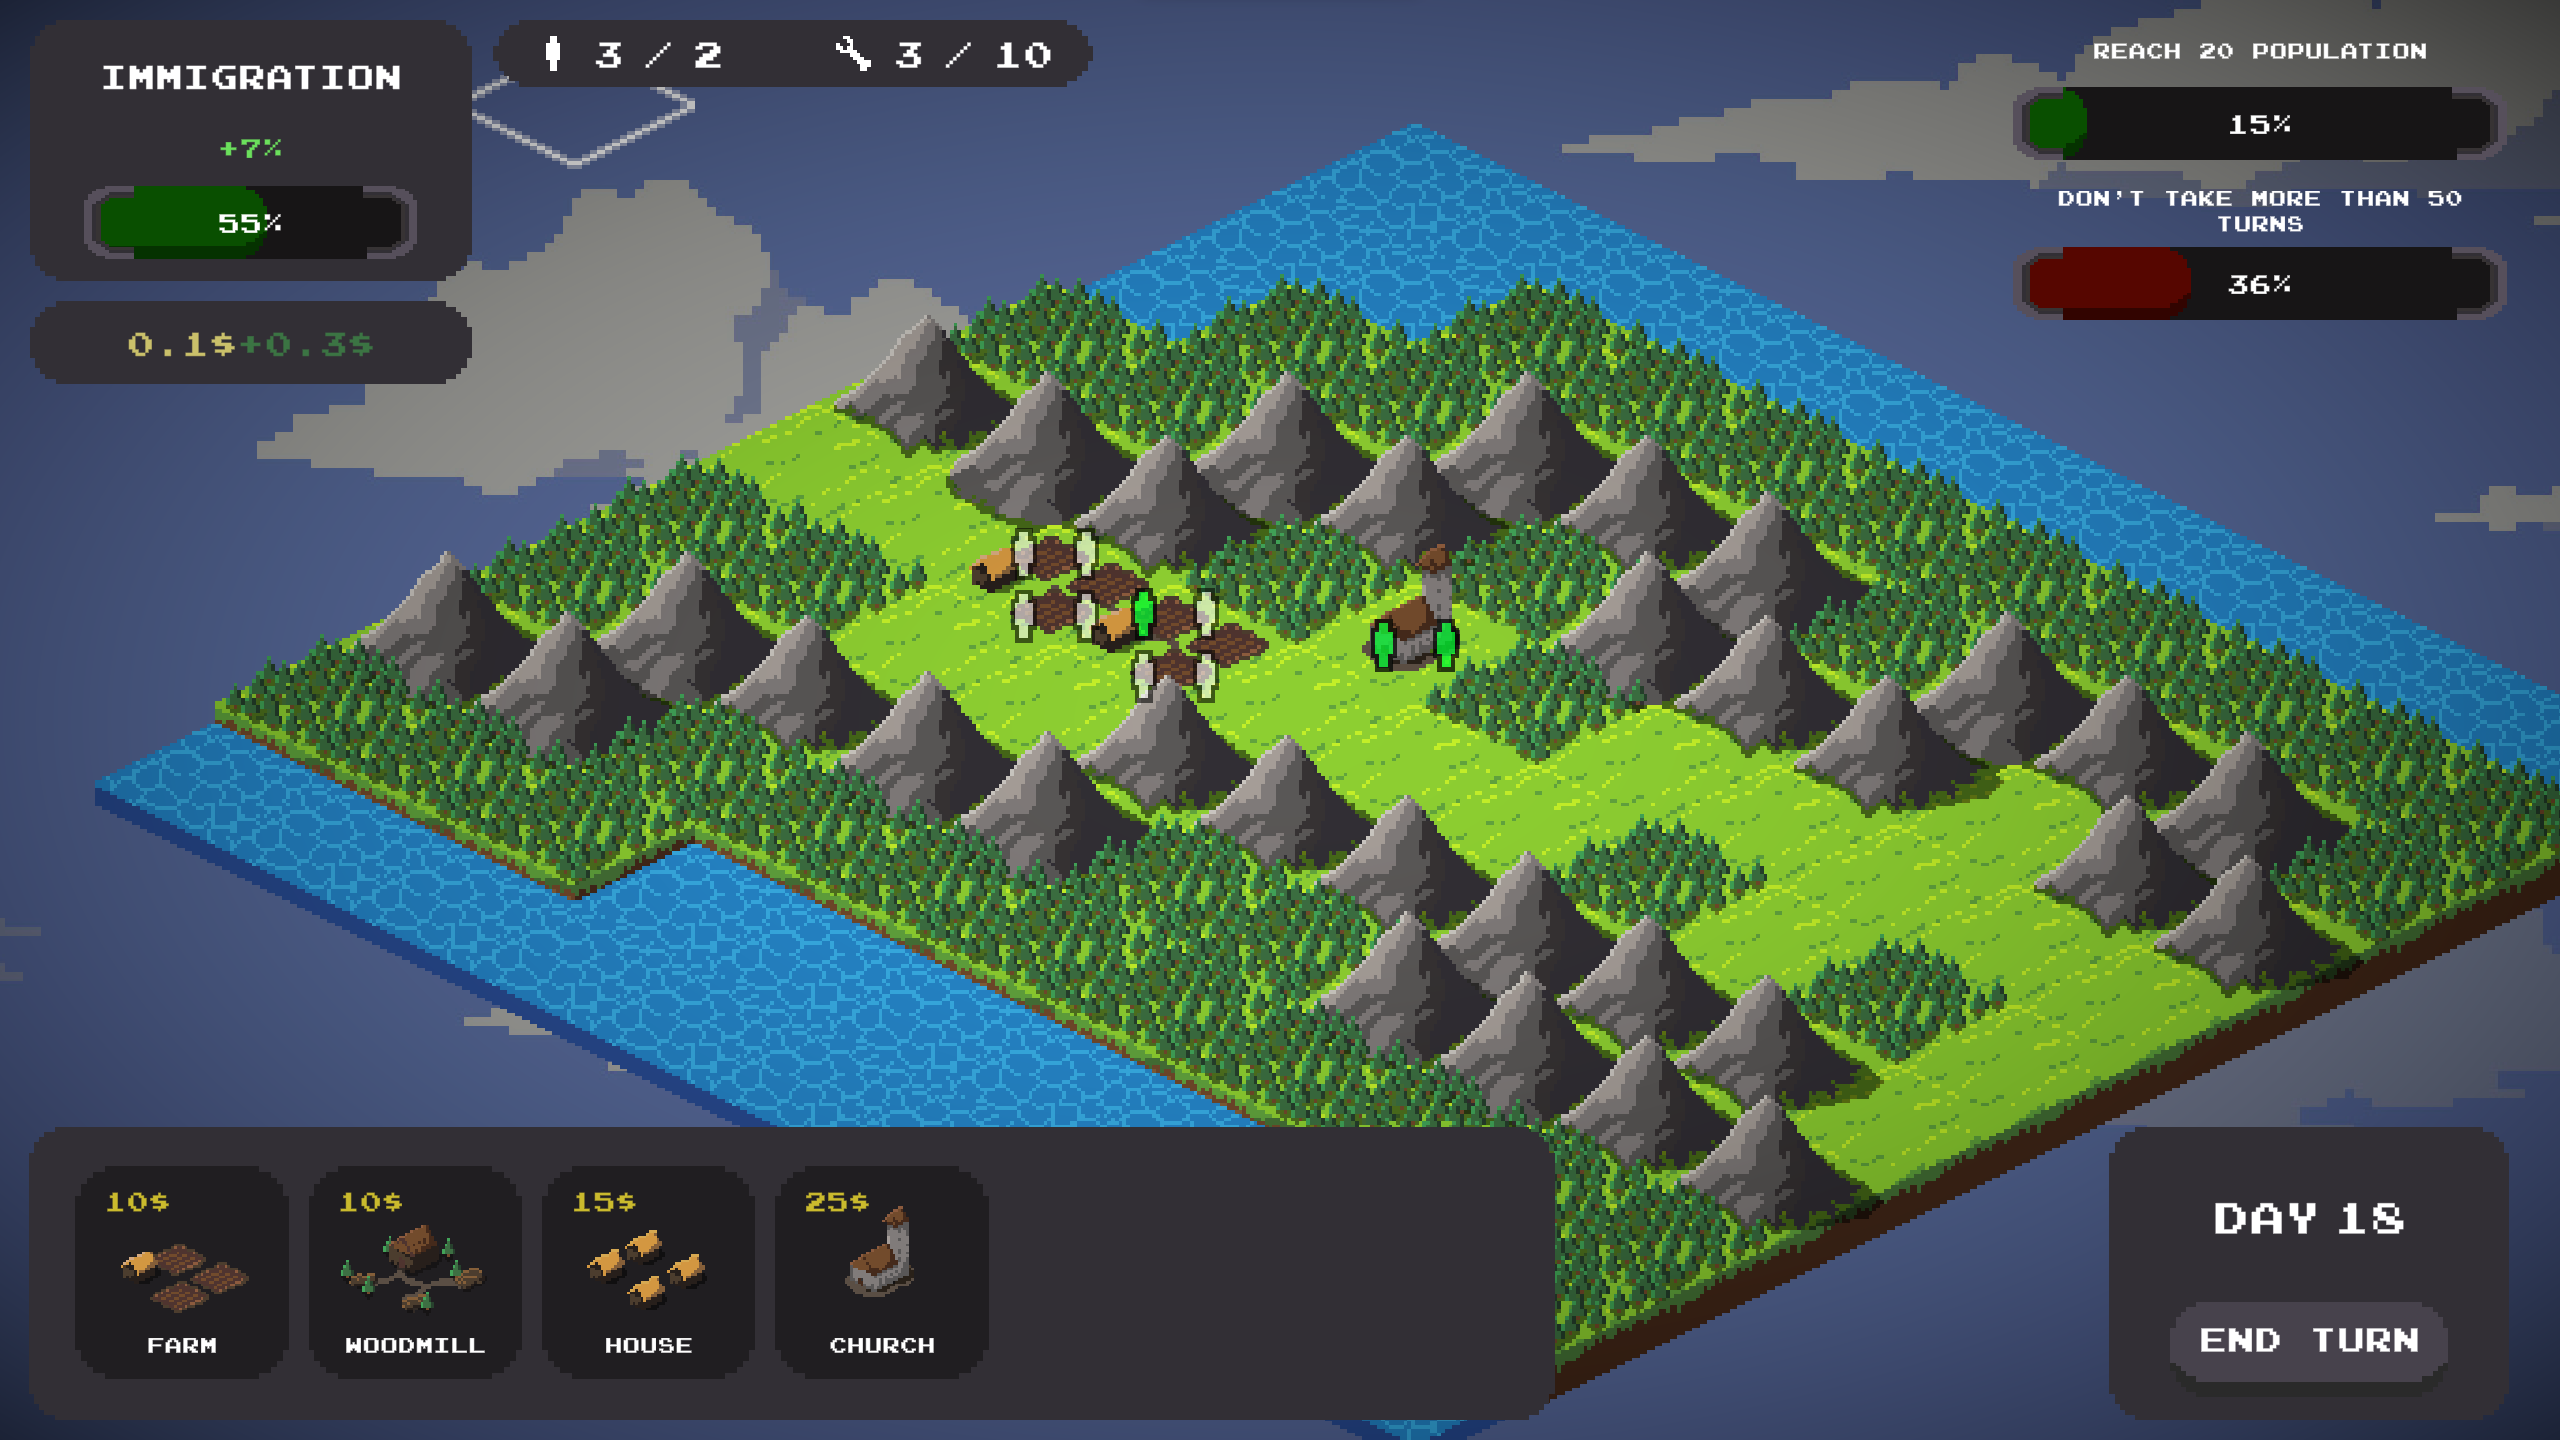 IMMIGRATION
+7%
55%
0.1$+0.3$
3 / 2
3 / 10
REACH 20 POPULATION
15%
DON'T TAKE MORE THAN 50
TURNS
36%
10$
FARM
10$
WOODMILL
15$
HOUSE
25$
CHURCH
DAY 18
END TURN